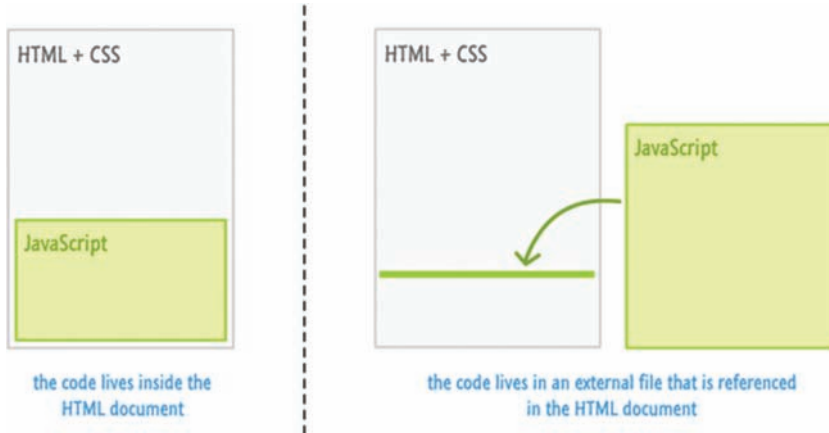 HTML + CSS
JavaScript
the code lives inside the
HTML document
HTML + CSS
JavaScript
the code lives in an external file that is referenced
in the HTML document